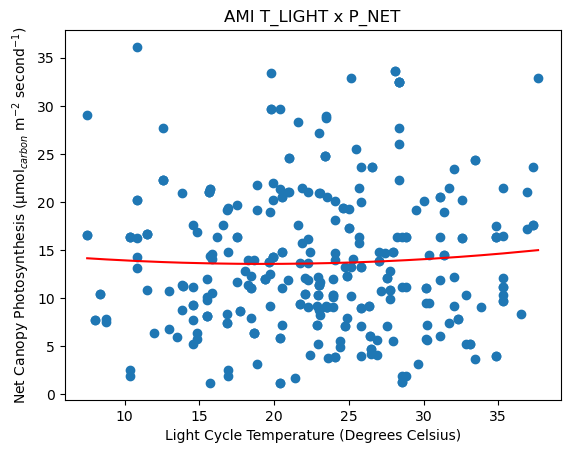 AMI T_LIGHT x P_NET
Net Canopy Photosynthesis (μmol_carbon m⁻² second⁻¹)
35
30
25
20
15
10
5
0
10 15 20 25 30 35
Light Cycle Temperature (Degrees Celsius)